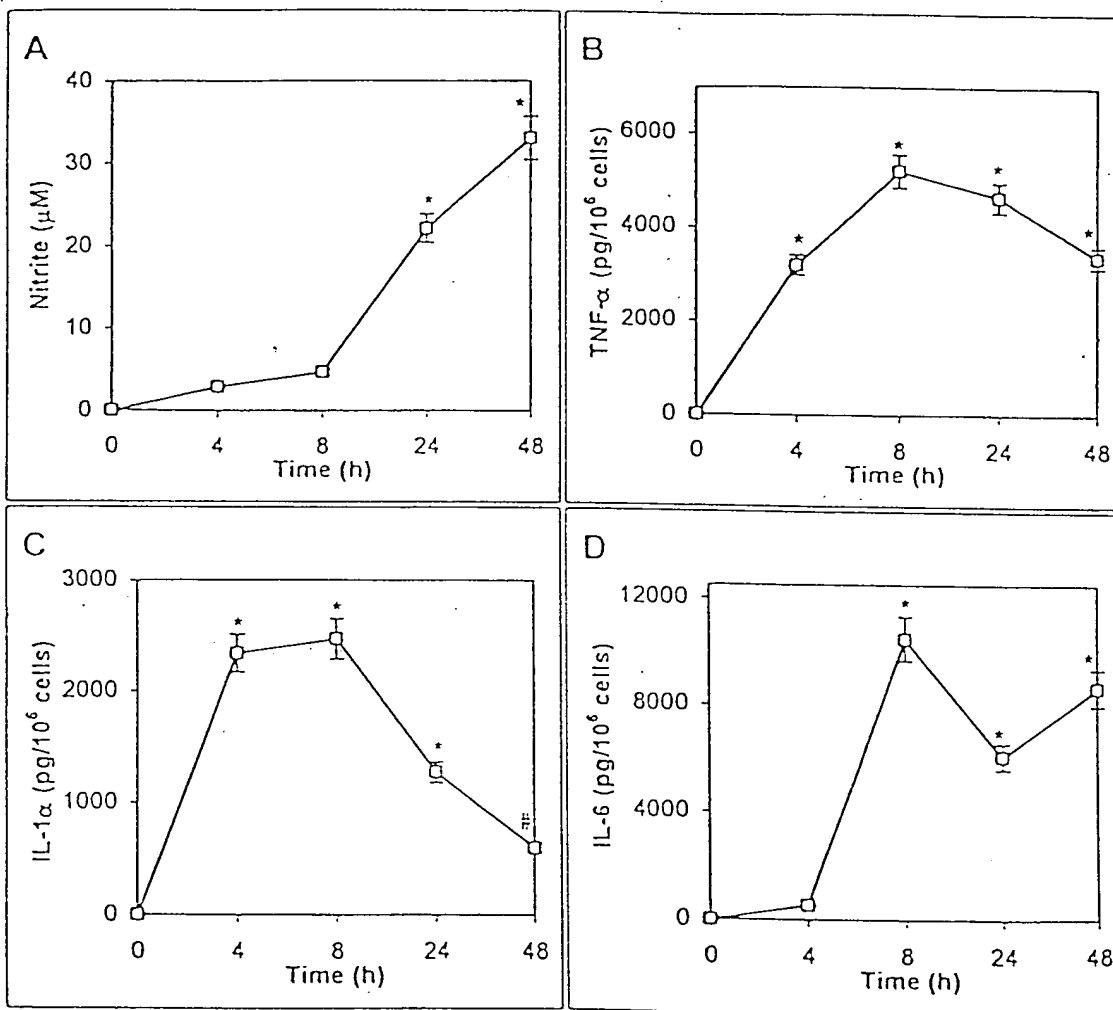 A
Nitrite (μM)
40
30
20
10
0
0 4 8 24 48
Time (h)
*
*
B
TNF-α (pg/10⁶ cells)
6000
4000
2000
0
0 4 8 24 48
Time (h)
*
*
*
*
C
IL-1α (pg/10⁶ cells)
3000
2000
1000
0
0 4 8 24 48
Time (h)
*
*
*
#
D
IL-6 (pg/10⁶ cells)
12000
8000
4000
0
0 4 8 24 48
Time (h)
*
*
*